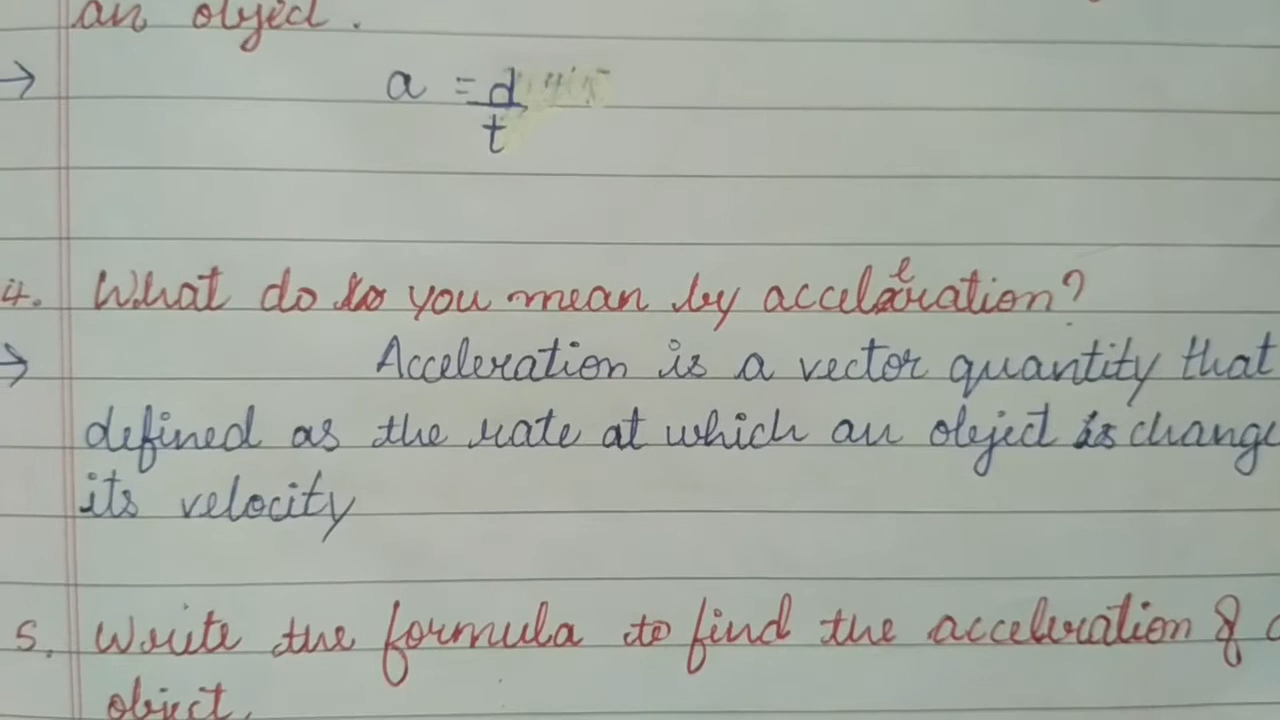 an object.
→ a = d
t
4. What do you mean by acceleration?
→ Acceleration is a vector quantity that
defined as the rate at which an object is change
its velocity
5. Write the formula to find the acceleration of
object.